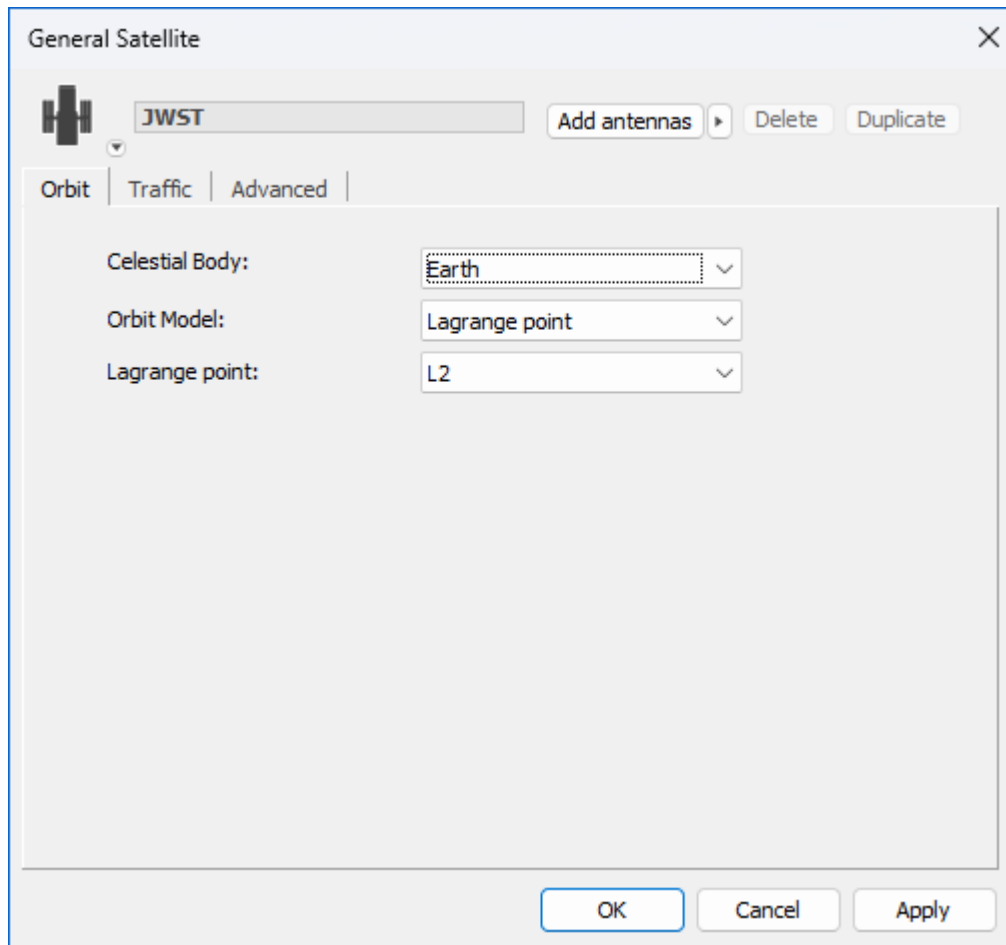 General Satellite
JWST
Add antennas Delete Duplicate
Orbit Traffic Advanced
Celestial Body: Earth
Orbit Model: Lagrange point
Lagrange point: L2
OK Cancel Apply